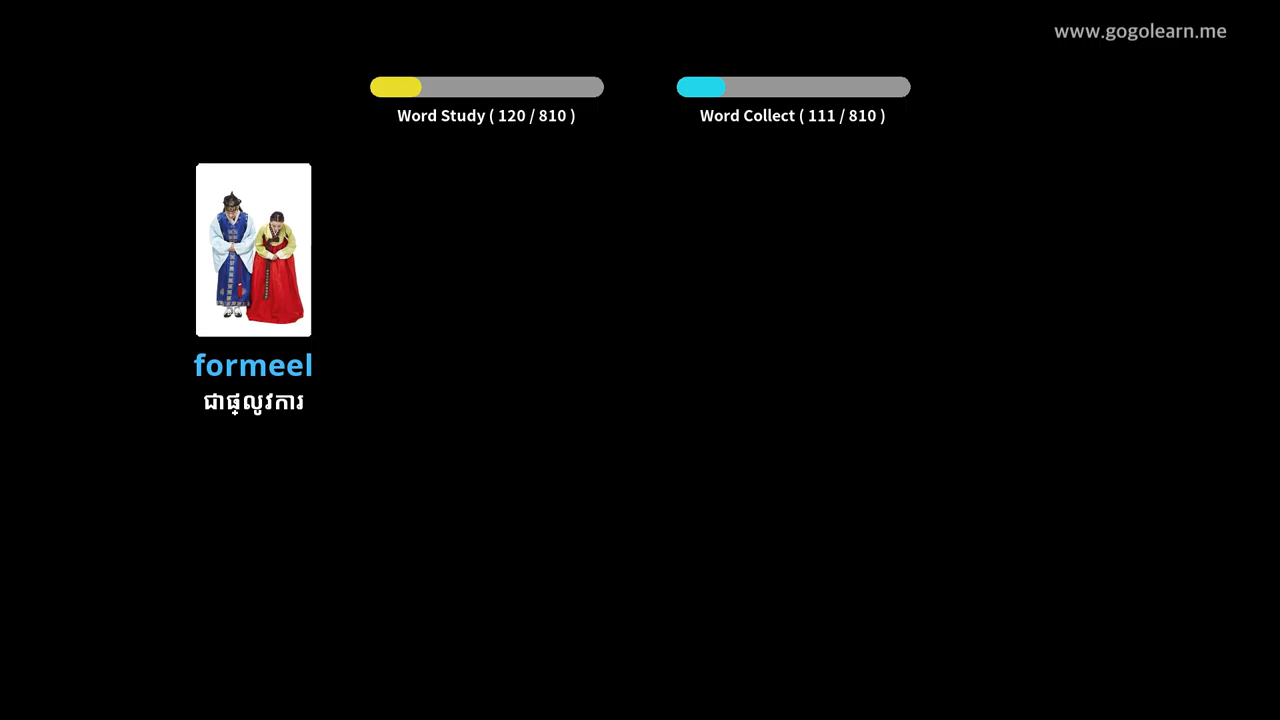 www.gogolearn.me
Word Study ( 120 / 810 )
Word Collect ( 111 / 810 )
formeel
ជាផ្លូវការ